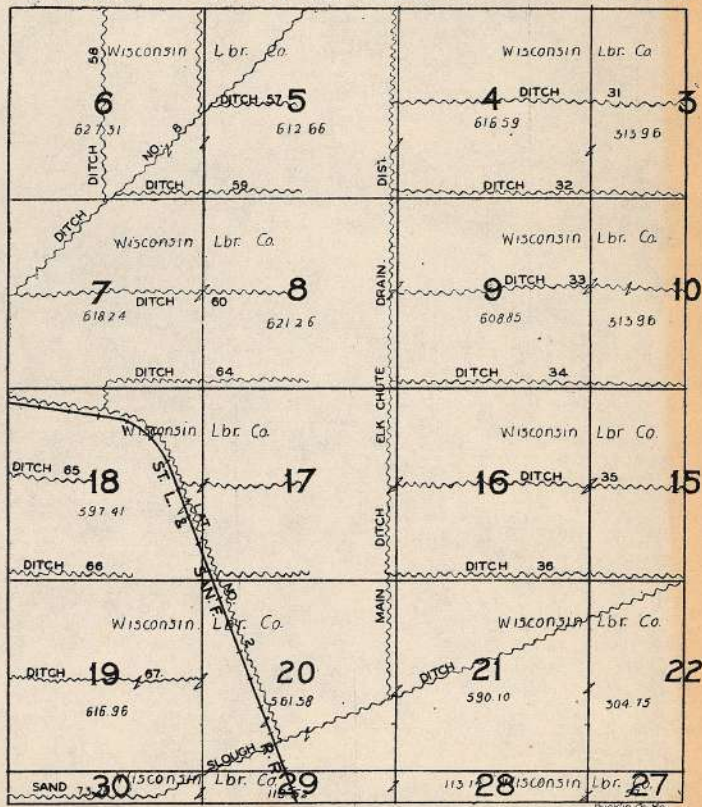 58 Wisconsin Lbr. Co. Wisconsin Lbr. Co.
6 DITCH 57 5 4 DITCH 31 3
627.31 NO. 8 612.66 616.59 313.96
DITCH DIST.
DITCH 59 DITCH 32
DITCH
Wisconsin Lbr. Co. Wisconsin Lbr. Co.
DRAIN
7 DITCH 60 8 9 DITCH 33 10
618.24 621.26 608.85 313.96
DITCH 64 DITCH 34
ELK CHUTE
Wisconsin Lbr. Co. Wisconsin Lbr. Co.
DITCH 65 18 ST. L. & SAN. F. R. R. 17 16 DITCH 35 15
597.41 LAT. NO. 2
DITCH
DITCH 66 DITCH 36
MAIN
Wisconsin Lbr. Co. Wisconsin Lbr. Co.
DITCH
19 67 20 21 22
DITCH
616.96 561.38 590.10 304.75
SLOUGH
SAND 30 Wisconsin Lbr. Co. 29 28 Wisconsin Lbr. Co. 27